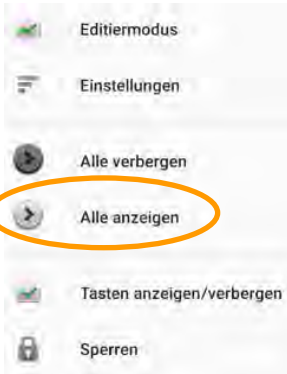 Editiermodus
Einstellungen
Alle verbergen
Alle anzeigen
Tasten anzeigen/verbergen
Sperren